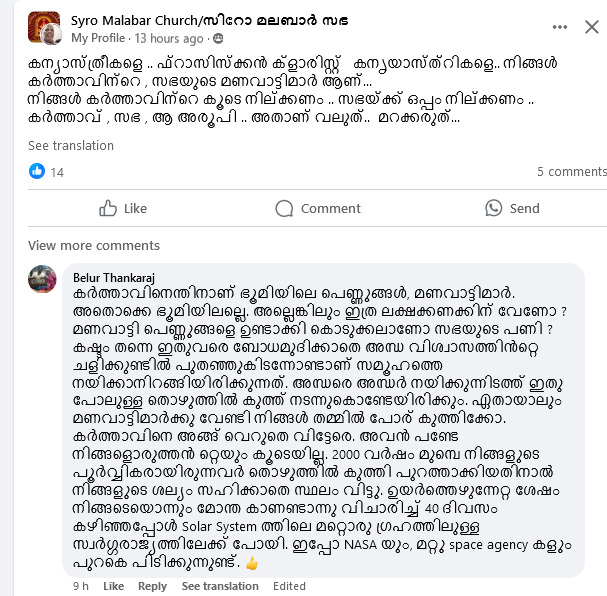 Syro Malabar Church/സിറോ മലബാർ സഭ
My Profile · 13 hours ago ·
കന്യാസ്ത്രീകളെ .. ഫ്റാസിസ്ക്കൻ ക്ളാരിസ്റ്റ് കന്യയാസ്ത്റികളെ.. നിങ്ങൾ
കർത്താവിന്റെ , സഭയുടെ മണവാട്ടിമാർ ആണ്...
നിങ്ങൾ കർത്താവിന്റെ കൂടെ നില്ക്കണം .. സഭയ്ക്ക് ഒപ്പം നില്ക്കണം ..
കർത്താവ് , സഭ , ആ അരൂപി .. അതാണ് വലുത്.. മറക്കരുത്...
See translation
14
5 comments
Like
Comment
Send
View more comments
Belur Thankaraj
കർത്താവിനെന്തിനാണ് ഭൂമിയിലെ പെണ്ണുങ്ങൾ, മണവാട്ടിമാർ.
അതൊക്കെ ഭൂമിയിലല്ലെ. അല്ലെങ്കിലും ഇത്ര ലക്ഷക്കണക്കിന് വേണോ ?
മണവാട്ടി പെണ്ണുങ്ങളെ ഉണ്ടാക്കി കൊടുക്കലാണോ സഭയുടെ പണി ?
കഷ്ടം തന്നെ ഇതുവരെ ബോധമുദിക്കാതെ അന്ധ വിശ്വാസത്തിൻറ്റെ
ചളിക്കുണ്ടിൽ പുതഞ്ഞുകിടന്നോണ്ടാണ് സമൂഹത്തെ
നയിക്കാനിറങ്ങിയിരിക്കുന്നത്. അന്ധരെ അന്ധർ നയിക്കുന്നിടത്ത് ഇതു
പോലുള്ള തൊഴുത്തിൽ കുത്ത് നടന്നുകൊണ്ടേയിരിക്കും. ഏതായാലും
മണവാട്ടിമാർക്കു വേണ്ടി നിങ്ങൾ തമ്മിൽ പോര് കുത്തിക്കോ.
കർത്താവിനെ അങ്ങ് വെറുതെ വിട്ടേരെ. അവൻ പണ്ടേ
നിങ്ങളൊരുത്തൻ റ്റെയും കൂടെയില്ല. 2000 വർഷം മുമ്പെ നിങ്ങളുടെ
പൂർവ്വികരായിരുന്നവർ തൊഴുത്തിൽ കുത്തി പുറത്താക്കിയതിനാൽ
നിങ്ങളുടെ ശല്യം സഹിക്കാതെ സ്ഥലം വിട്ടു. ഉയർത്തെഴുന്നേറ്റ ശേഷം
നിങ്ങടെയൊന്നും മോന്ത കാണണ്ടാന്നു വിചാരിച്ച് 40 ദിവസം
കഴിഞ്ഞപ്പോൾ Solar System ത്തിലെ മറ്റൊരു ഗ്രഹത്തിലുള്ള
സ്വർഗ്ഗരാജ്യത്തിലേക്ക് പോയി. ഇപ്പോ NASA യും, മറ്റു space agency കളും
പുറകെ പിടിക്കുന്നുണ്ട്. 👍
9 h Like Reply See translation Edited